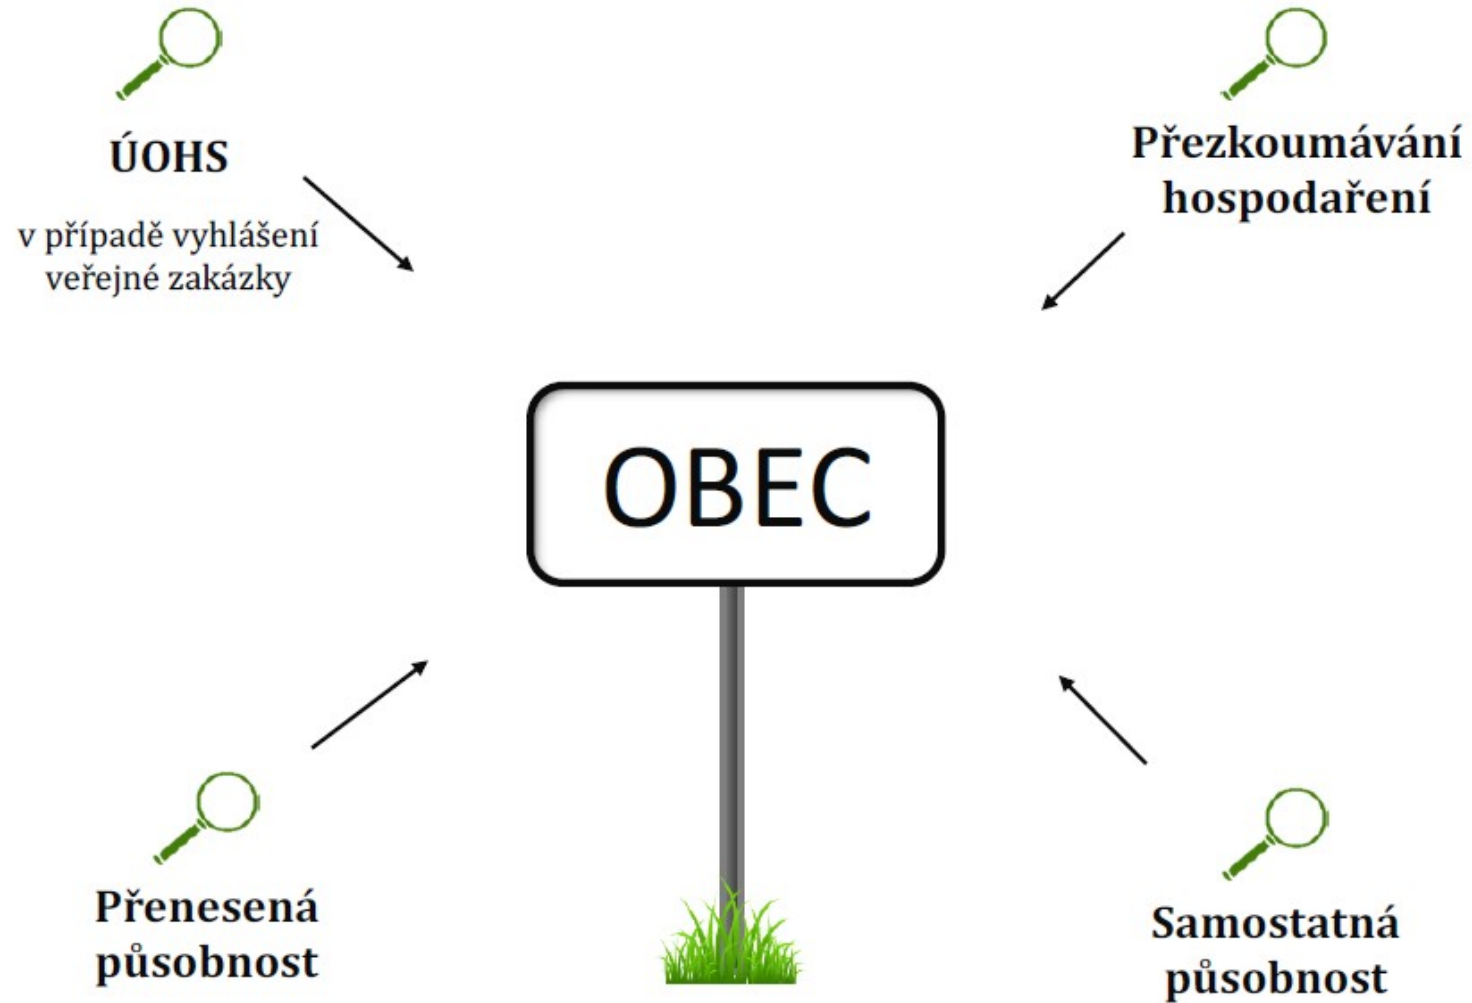 ÚOHS
v případě vyhlášení
veřejné zakázky
Přezkoumávání
hospodaření
OBEC
Přenesená
působnost
Samostatná
působnost